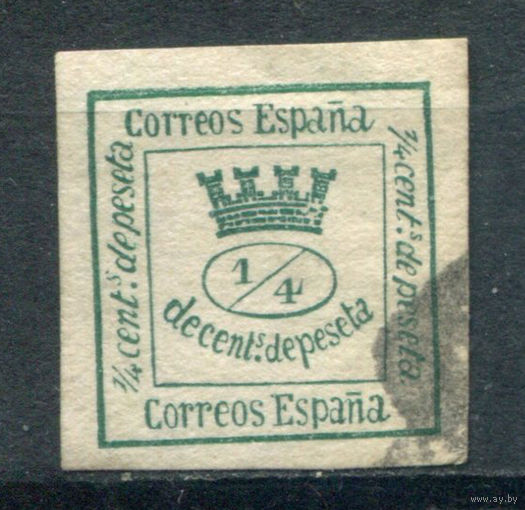 Correos España
1/4 cent.s de peseta
1/4 cent.s de peseta
1/4
de cent.s de peseta
Correos España
www.ay.by